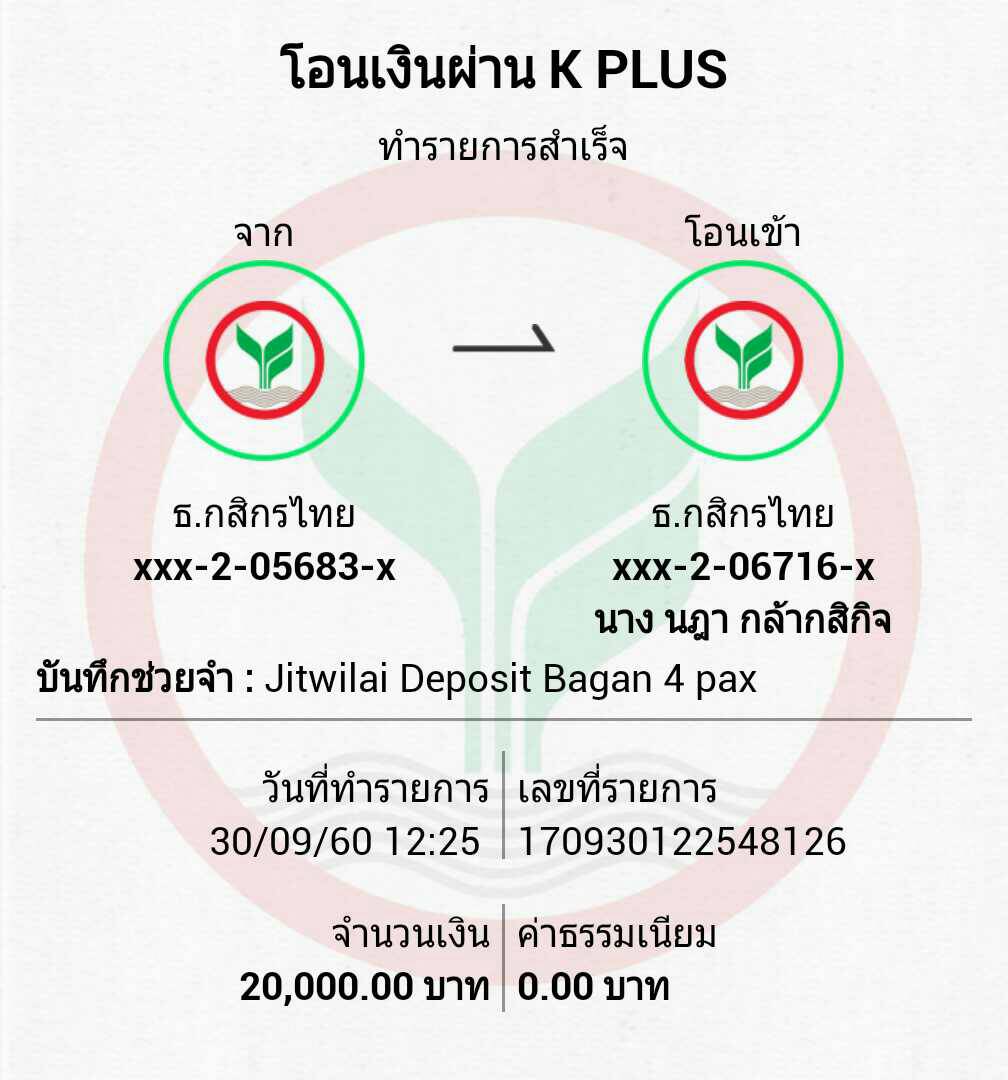 โอนเงินผ่าน K PLUS
ทำรายการสำเร็จ
จาก
โอนเข้า
ธ.กสิกรไทย
xxx-2-05683-x
ธ.กสิกรไทย
xxx-2-06716-x
นาง นฎา กล้ากสิกิจ
บันทึกช่วยจำ : Jitwilai Deposit Bagan 4 pax
วันที่ทำรายการ
30/09/60 12:25
เลขที่รายการ
170930122548126
จำนวนเงิน
20,000.00 บาท
ค่าธรรมเนียม
0.00 บาท